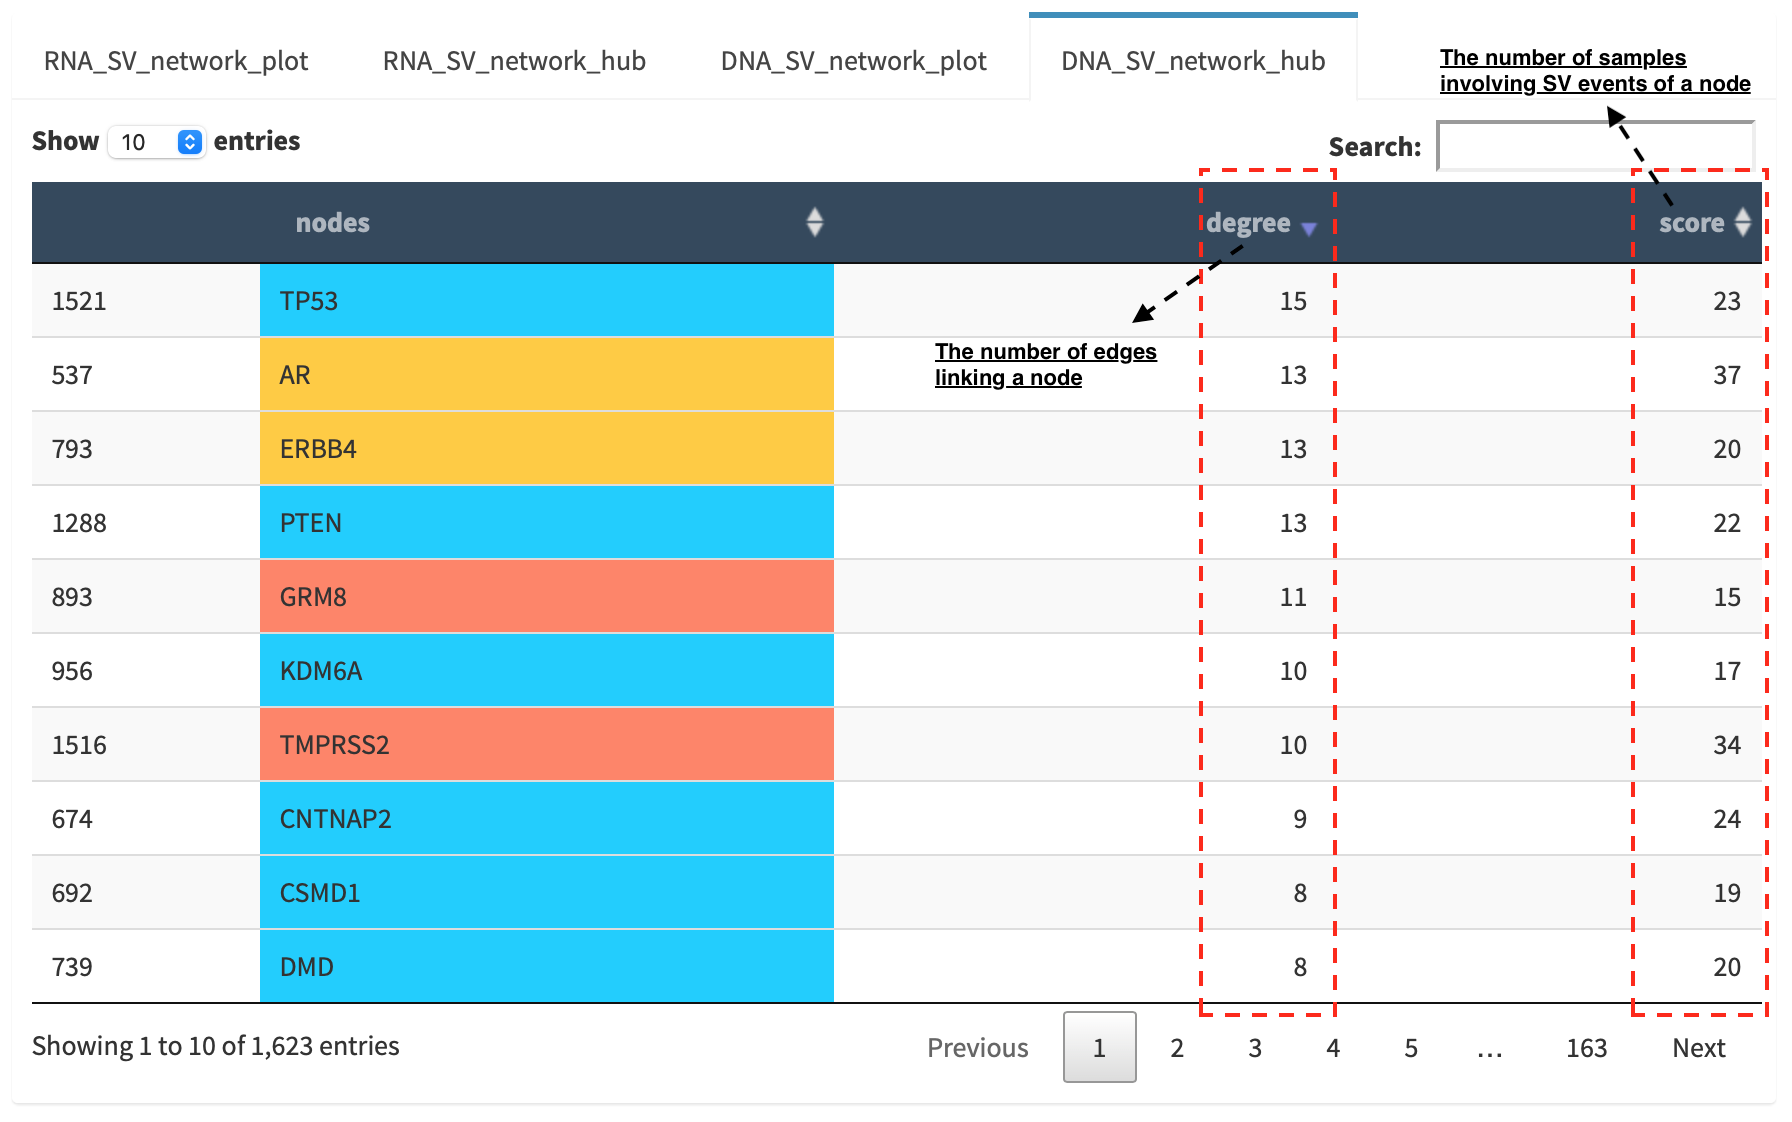 RNA_SV_network_plot RNA_SV_network_hub DNA_SV_network_plot DNA_SV_network_hub
The number of samples
involving SV events of a node
Show 10 entries
Search:
nodes degree score
1521 TP53 15 23
The number of edges
linking a node
537 AR 13 37
793 ERBB4 13 20
1288 PTEN 13 22
893 GRM8 11 15
956 KDM6A 10 17
1516 TMPRSS2 10 34
674 CNTNAP2 9 24
692 CSMD1 8 19
739 DMD 8 20
Showing 1 to 10 of 1,623 entries
Previous 1 2 3 4 5 … 163 Next